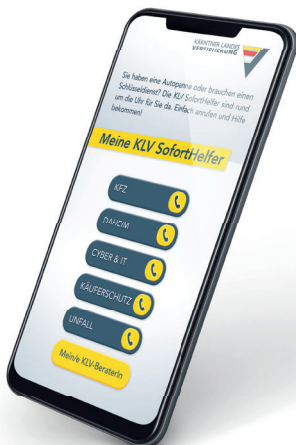 KÄRNTNER LANDES
VERSICHERUNG
Sie haben eine Autopanne oder brauchen einen
Schlüsseldienst? Die KLV SofortHelfer sind rund
um die Uhr für Sie da. Einfach anrufen und Hilfe
bekommen!
Meine KLV SofortHelfer
KFZ
DAHEIM
CYBER & IT
KÄUFERSCHUTZ
UNFALL
Mein/e KLV-BeraterIn